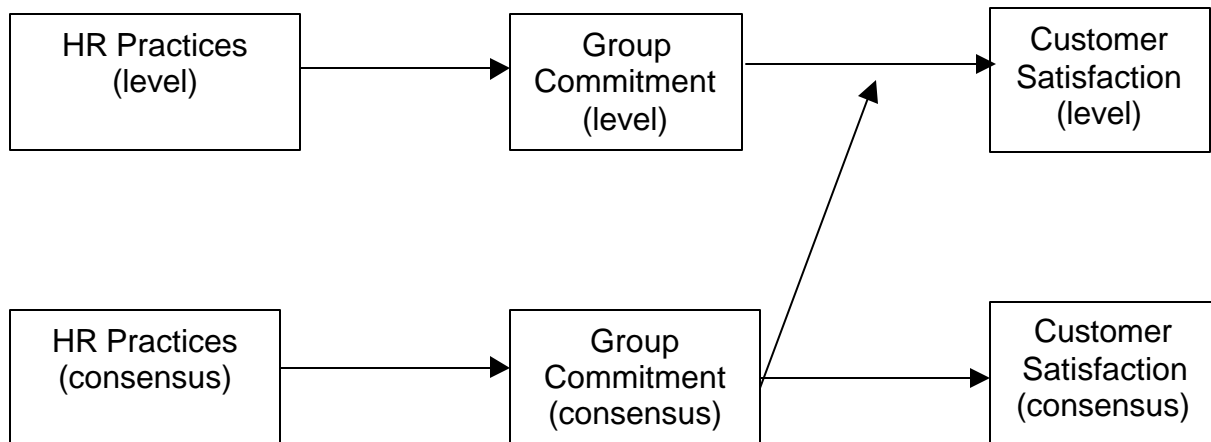 HR Practices
(level)
Group
Commitment
(level)
Customer
Satisfaction
(level)
HR Practices
(consensus)
Group
Commitment
(consensus)
Customer
Satisfaction
(consensus)